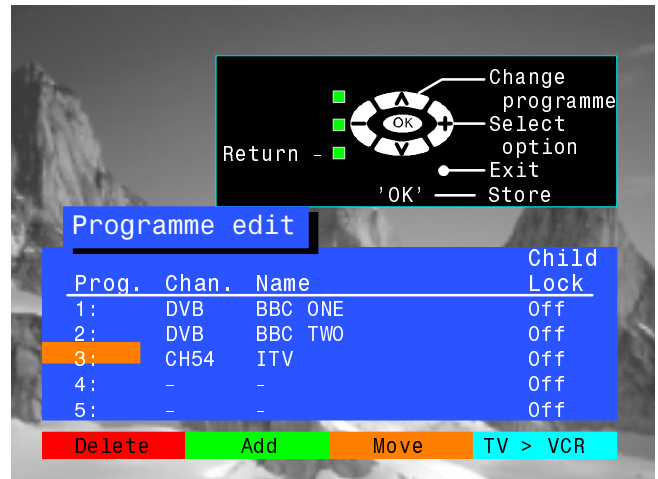 Change
programme
OK
Select
Return –
option
Exit
'OK' Store
Programme edit
Child
Prog. Chan. Name Lock
1: DVB BBC ONE Off
2: DVB BBC TWO Off
3: CH54 ITV Off
4: – – Off
5: – – Off
Delete Add Move TV > VCR